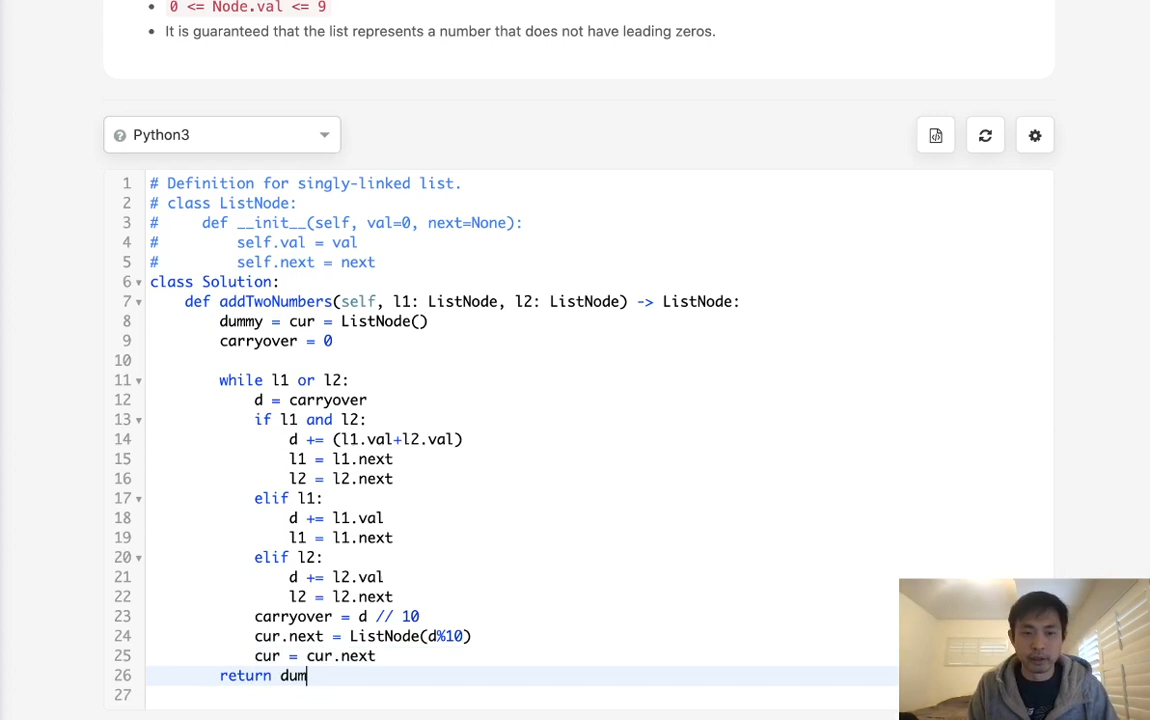 0 <= Node.val <= 9
It is guaranteed that the list represents a number that does not have leading zeros.
Python3
1 # Definition for singly-linked list.
2 # class ListNode:
3 #     def __init__(self, val=0, next=None):
4 #         self.val = val
5 #         self.next = next
6 class Solution:
7     def addTwoNumbers(self, l1: ListNode, l2: ListNode) -> ListNode:
8         dummy = cur = ListNode()
9         carryover = 0
10
11         while l1 or l2:
12             d = carryover
13             if l1 and l2:
14                 d += (l1.val+l2.val)
15                 l1 = l1.next
16                 l2 = l2.next
17             elif l1:
18                 d += l1.val
19                 l1 = l1.next
20             elif l2:
21                 d += l2.val
22                 l2 = l2.next
23             carryover = d // 10
24             cur.next = ListNode(d%10)
25             cur = cur.next
26         return dum
27